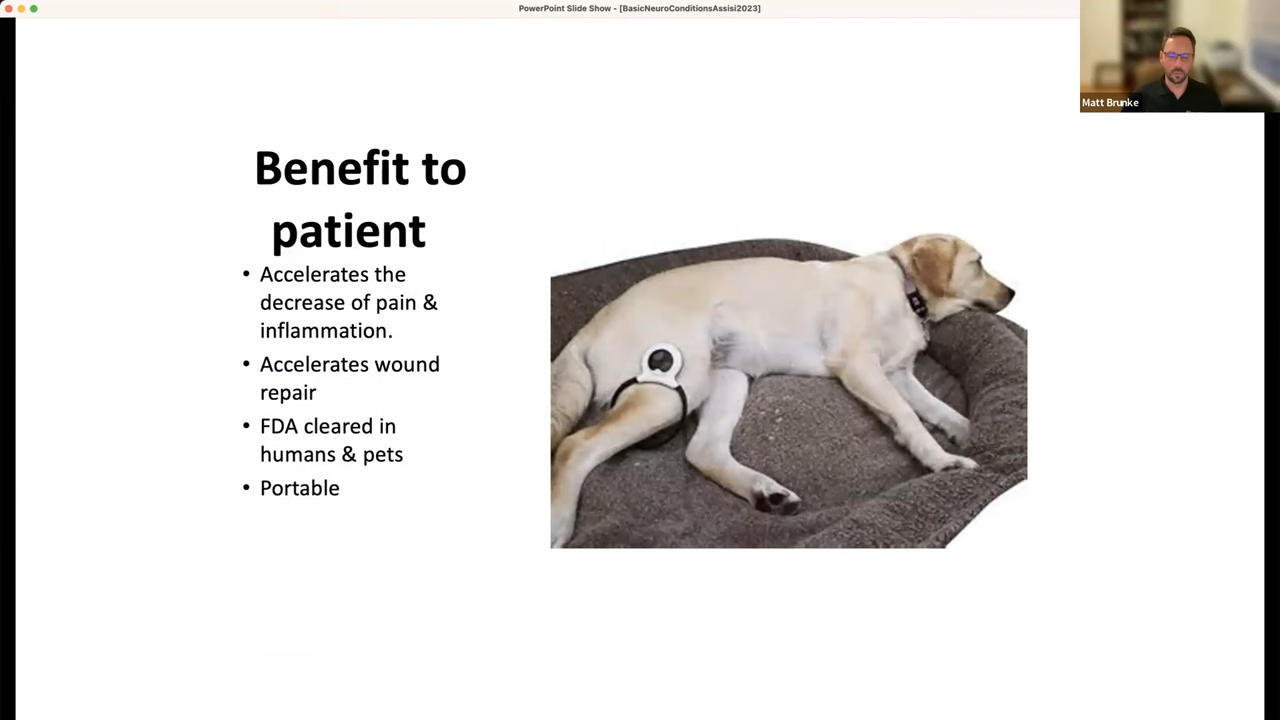 PowerPoint Slide Show - [BasicNeuroConditionsAssisi2023]
Matt Brunke
Benefit to
patient
• Accelerates the
decrease of pain &
inflammation.
• Accelerates wound
repair
• FDA cleared in
humans & pets
• Portable